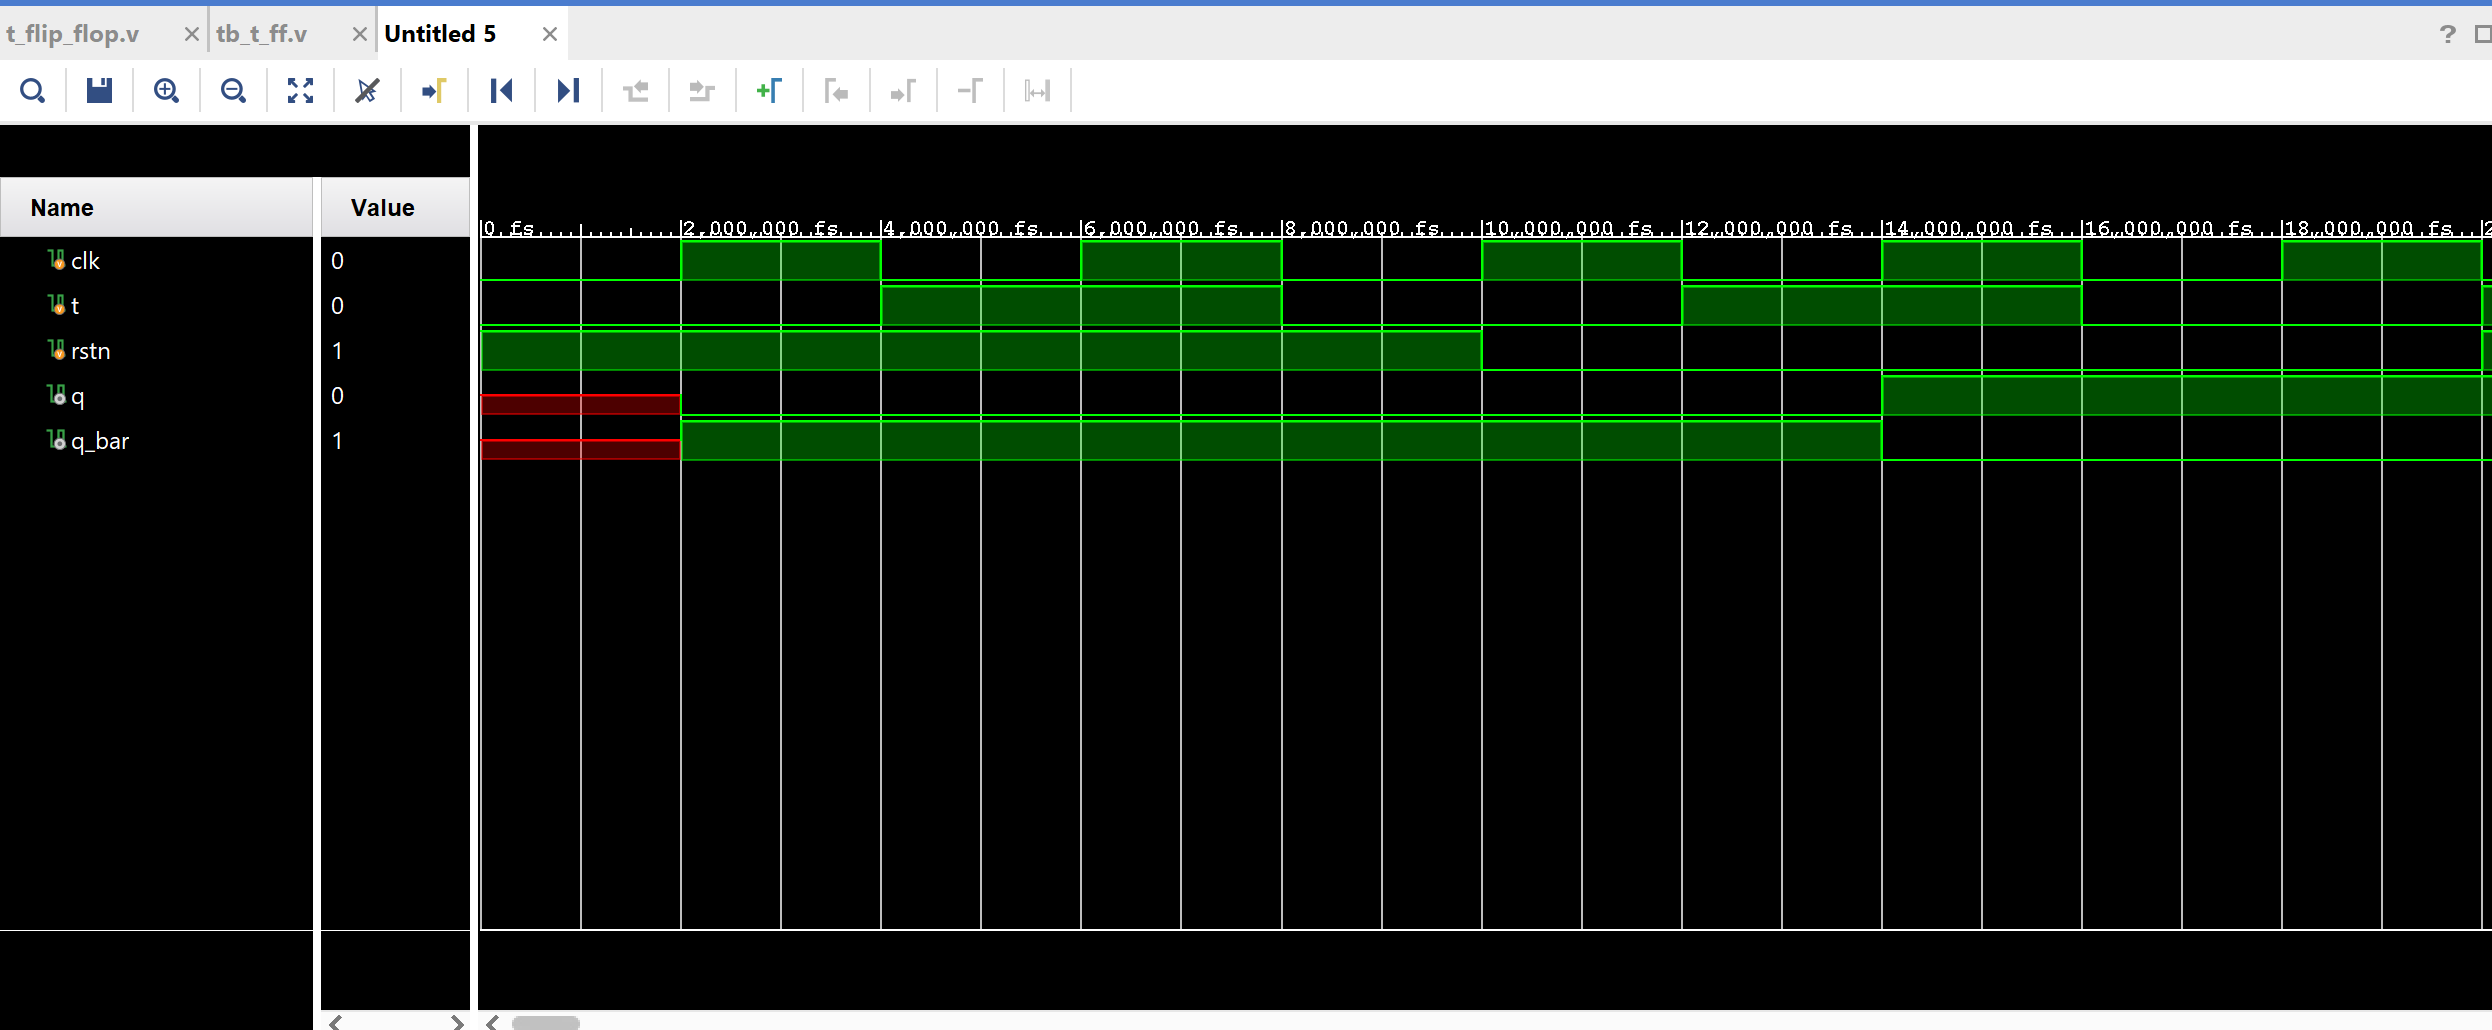 t_flip_flop.v tb_t_ff.v Untitled 5 ?
Name Value
0 fs 2,000,000 fs 4,000,000 fs 6,000,000 fs 8,000,000 fs 10,000,000 fs 12,000,000 fs 14,000,000 fs 16,000,000 fs 18,000,000 fs 2
clk 0
t 0
rstn 1
q 0
q_bar 1